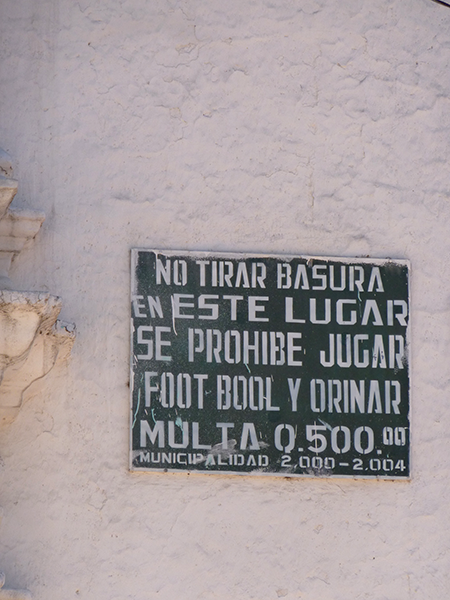 NO TIRAR BASURA
EN ESTE LUGAR
SE PROHIBE JUGAR
FOOT BOOL Y ORINAR
MULTA Q.500.00
MUNICIPALIDAD 2,000-2,004